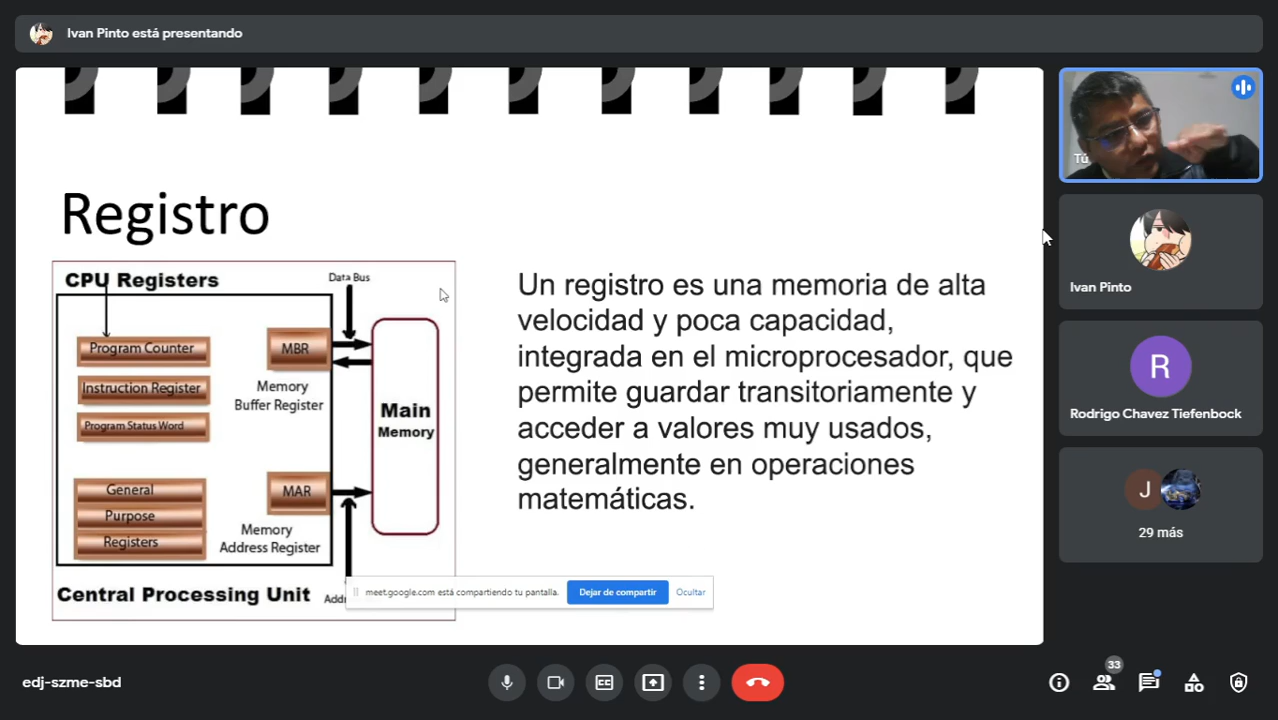 Ivan Pinto está presentando
Registro
CPU Registers
Data Bus
Program Counter
Instruction Register
Program Status Word
MBR
Memory
Buffer Register
Main
Memory
General
Purpose
Registers
MAR
Memory
Address Register
Central Processing Unit
Un registro es una memoria de alta
velocidad y poca capacidad,
integrada en el microprocesador, que
permite guardar transitoriamente y
acceder a valores muy usados,
generalmente en operaciones
matemáticas.
meet.google.com está compartiendo tu pantalla.
Dejar de compartir
Ocultar
Tú
Ivan Pinto
R
Rodrigo Chavez Tiefenbock
J
29 más
edj-szme-sbd
CC
33